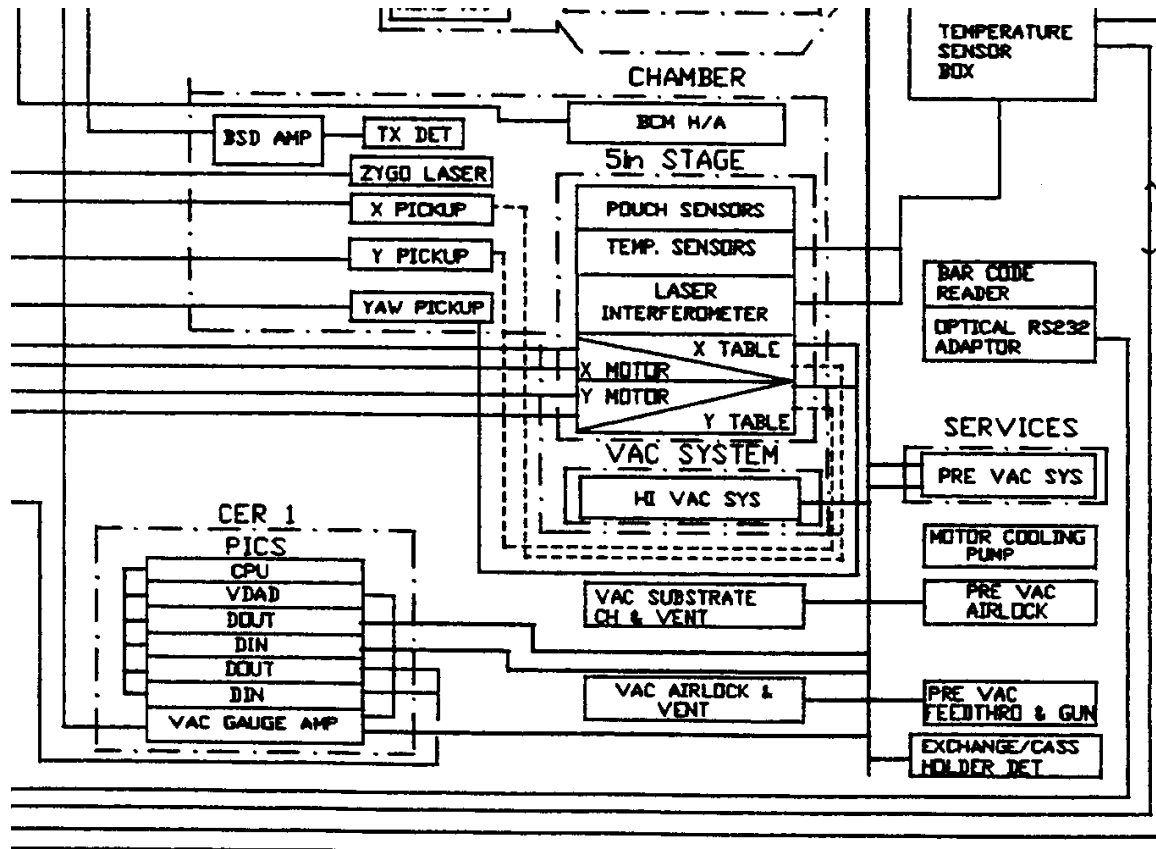 TEMPERATURE
SENSOR
BOX
CHAMBER
BCM H/A
BSD AMP
TX DET
5in STAGE
ZYGO LASER
X PICKUP
POUCH SENSORS
Y PICKUP
TEMP. SENSORS
BAR CODE
READER
YAW PICKUP
LASER
INTERFEROMETER
OPTICAL RS232
ADAPTOR
X TABLE
X MOTOR
Y MOTOR
Y TABLE
SERVICES
VAC SYSTEM
PRE VAC SYS
HI VAC SYS
CER 1
PICS
MOTOR COOLING
PUMP
CPU
VDAD
DOUT
DIN
DOUT
DIN
VAC GAUGE AMP
VAC SUBSTRATE
CH & VENT
PRE VAC
AIRLOCK
VAC AIRLOCK &
VENT
PRE VAC
FEEDTHRO & GUN
EXCHANGE/CASS
HOLDER DET